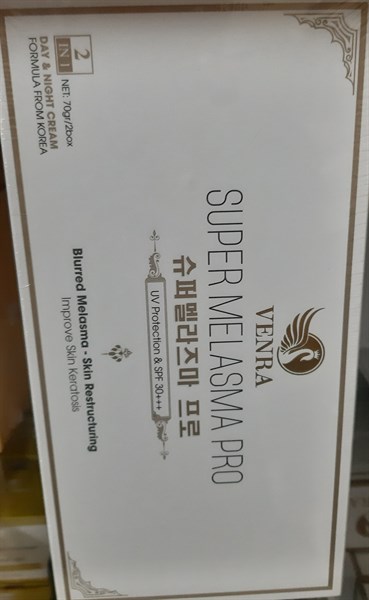 VENRA
SUPER MELASMA PRO
슈퍼멜라즈마 프로
UV Protection & SPF 30+++
Blurred Melasma - Skin Restructuring
Improve Skin Keratosis
2
IN 1
NET: 70gr/2box
DAY & NIGHT CREAM
FORMULA FROM KOREA